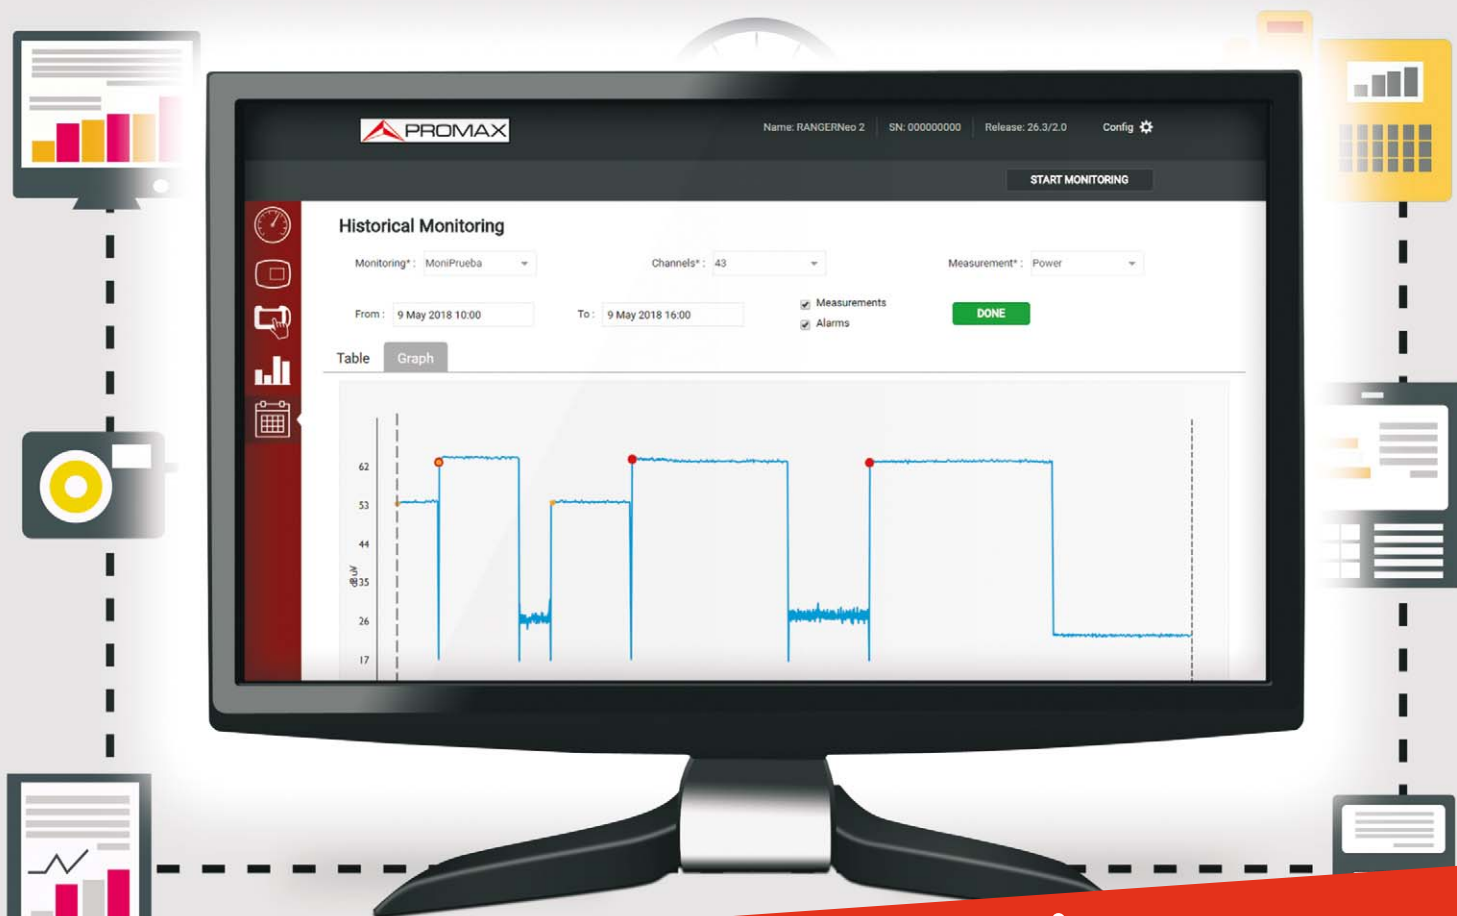 PROMAX
Name: RANGERNeo 2 SN: 000000000 Release: 26.3/2.0 Config
START MONITORING
Historical Monitoring
Monitoring*: MoniPrueba Channels*: 43 Measurement*: Power
From: 9 May 2018 10:00 To: 9 May 2018 16:00 Measurements DONE
Alarms
Table Graph
62
53
44
dBuV
35
26
17